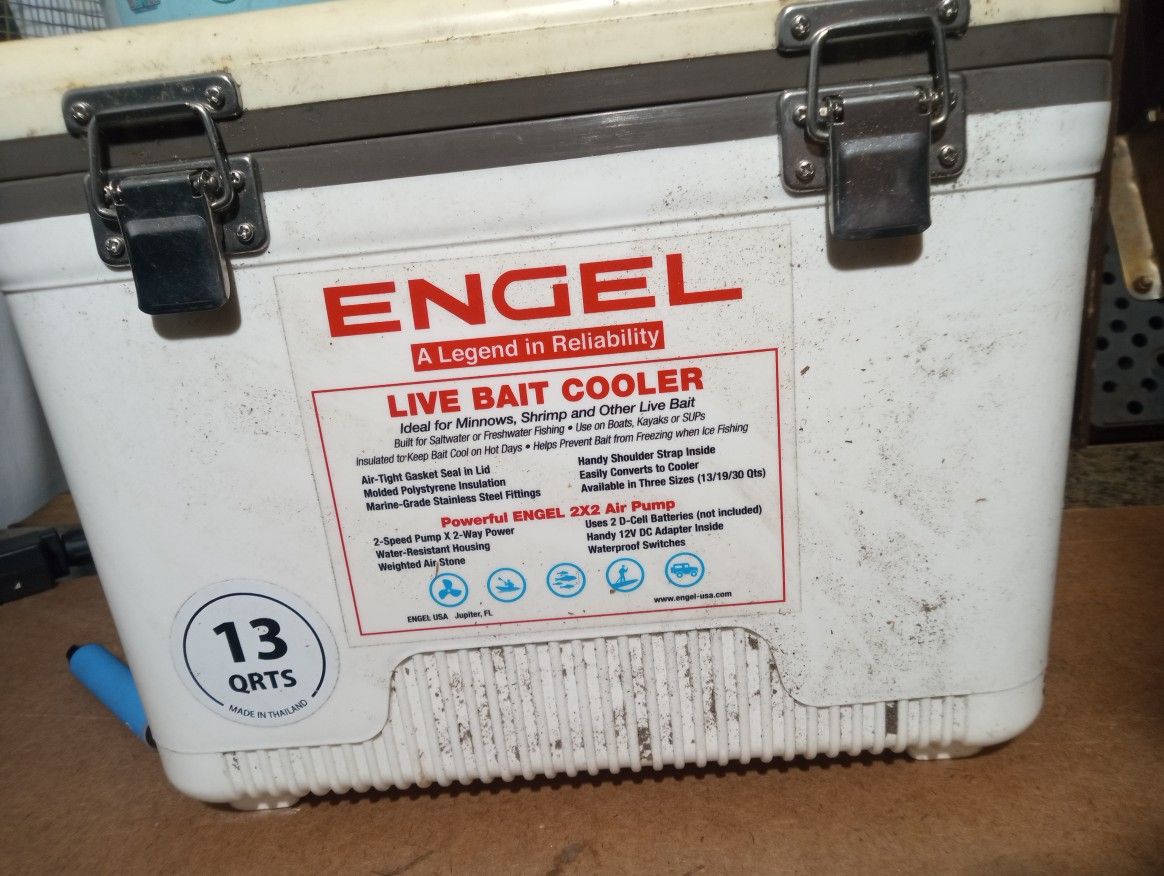 ENGEL
A Legend in Reliability
LIVE BAIT COOLER
Ideal for Minnows, Shrimp and Other Live Bait
Built for Saltwater or Freshwater Fishing • Use on Boats, Kayaks or SUPs
Insulated to Keep Bait Cool on Hot Days • Helps Prevent Bait from Freezing when Ice Fishing
Air-Tight Gasket Seal in Lid
Molded Polystyrene Insulation
Marine-Grade Stainless Steel Fittings
Handy Shoulder Strap Inside
Easily Converts to Cooler
Available in Three Sizes (13/19/30 Qts)
Powerful ENGEL 2X2 Air Pump
2-Speed Pump X 2-Way Power
Water-Resistant Housing
Weighted Air Stone
Uses 2 D-Cell Batteries (not included)
Handy 12V DC Adapter Inside
Waterproof Switches
ENGEL USA Jupiter, FL
www.engel-usa.com
13
QRTS
MADE IN THAILAND